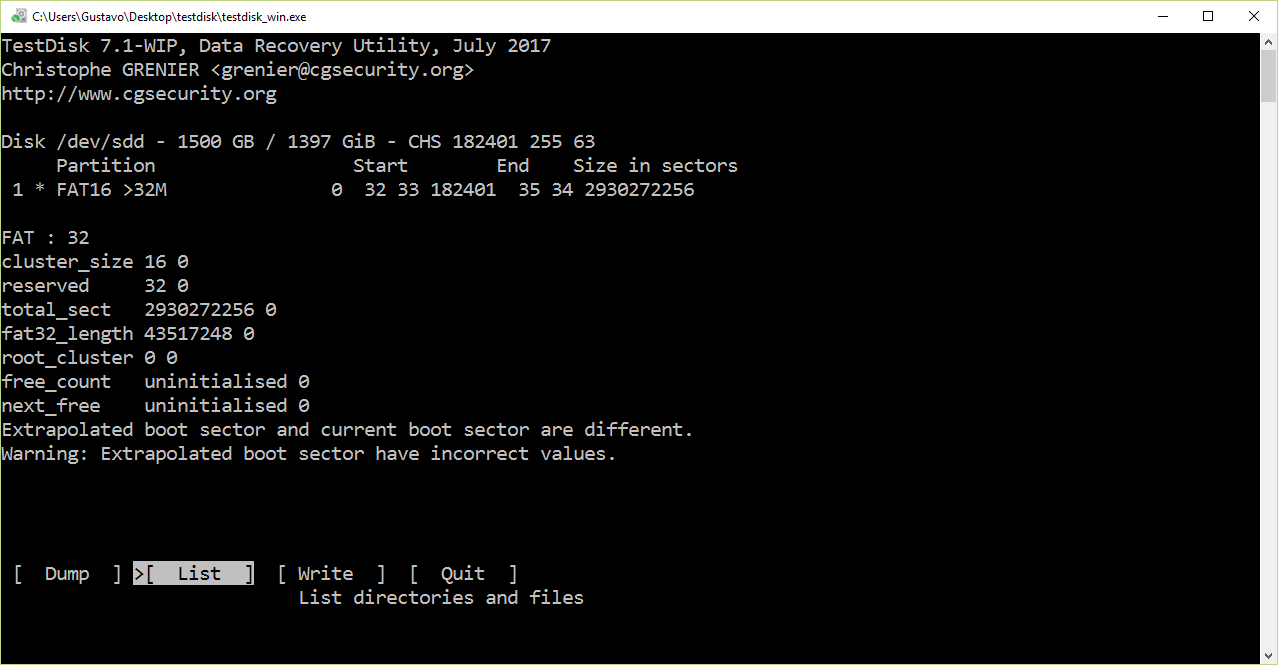 C:\Users\Gustavo\Desktop\testdisk\testdisk_win.exe
TestDisk 7.1-WIP, Data Recovery Utility, July 2017
Christophe GRENIER <grenier@cgsecurity.org>
http://www.cgsecurity.org
Disk /dev/sdd - 1500 GB / 1397 GiB - CHS 182401 255 63
     Partition                  Start        End    Size in sectors
 1 * FAT16 >32M               0  32 33 182401  35 34 2930272256
FAT : 32
cluster_size 16 0
reserved     32 0
total_sect   2930272256 0
fat32_length 43517248 0
root_cluster 0 0
free_count   uninitialised 0
next_free    uninitialised 0
Extrapolated boot sector and current boot sector are different.
Warning: Extrapolated boot sector have incorrect values.
 [  Dump  ] >[  List  ]  [ Write  ]  [  Quit  ]
                           List directories and files